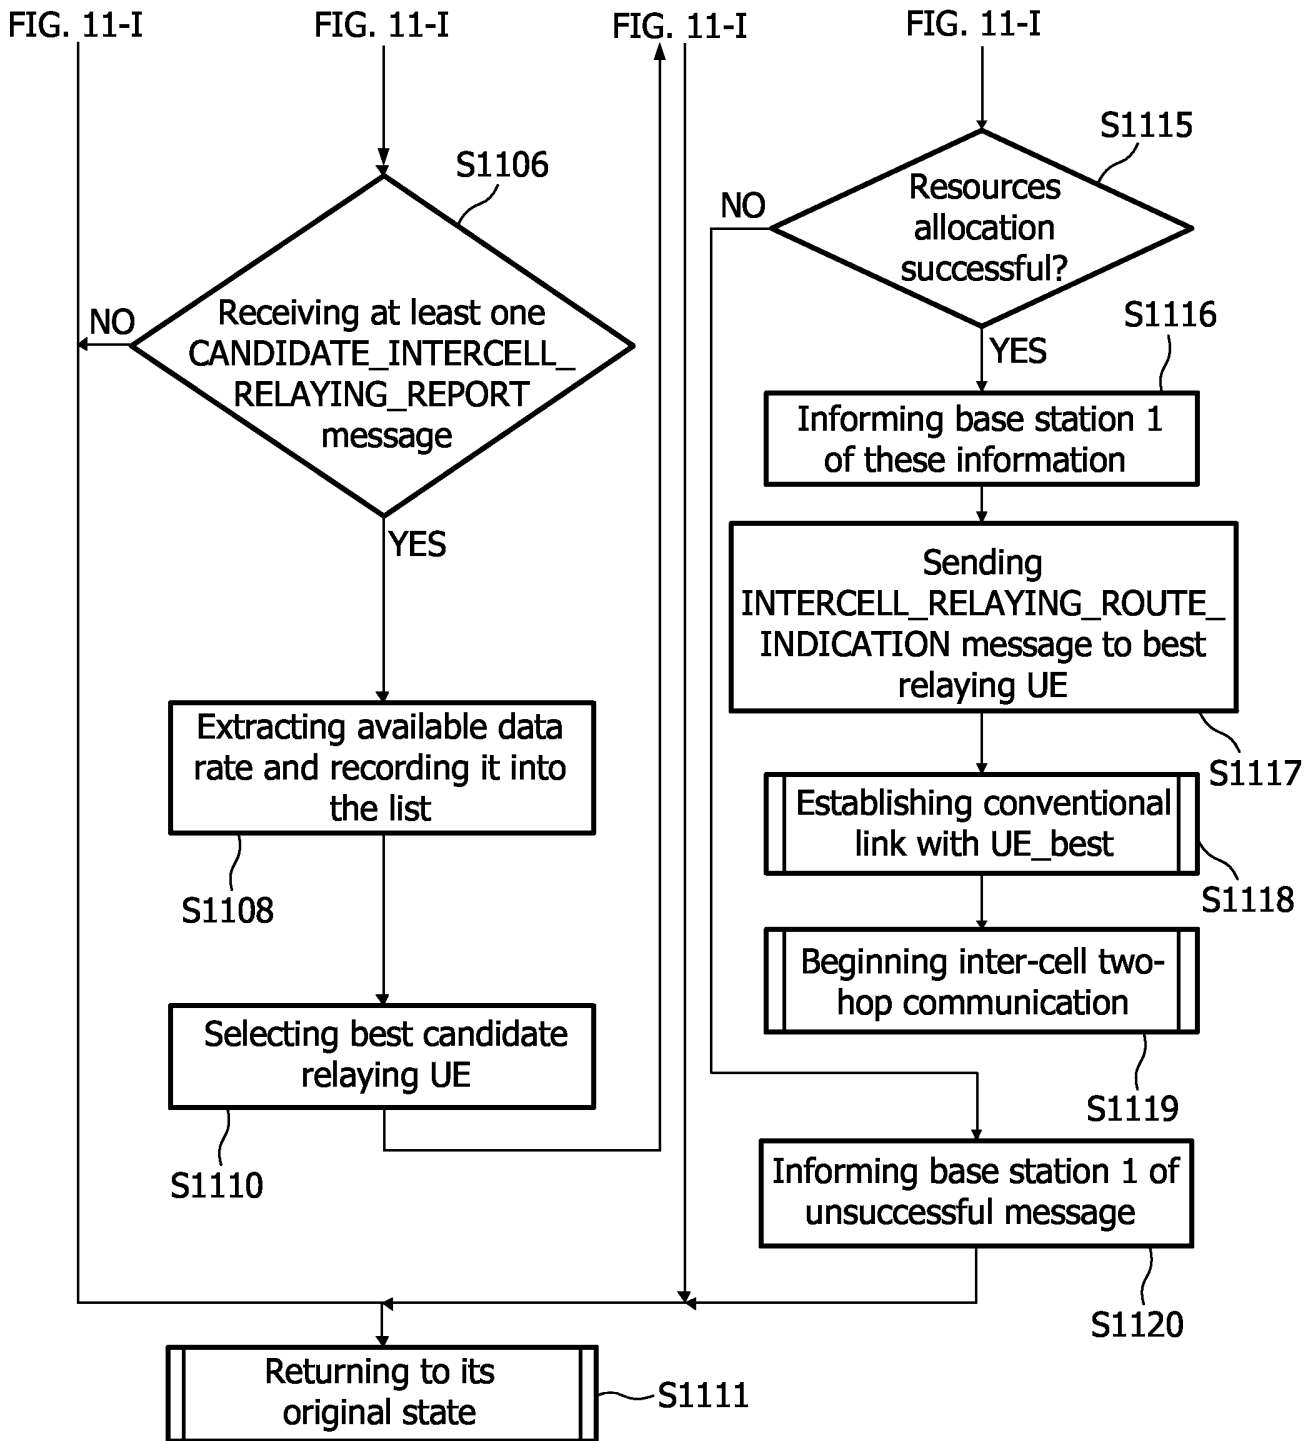 FIG. 11-I
FIG. 11-I
FIG. 11-I
FIG. 11-I
S1106
Receiving at least one
CANDIDATE_INTERCELL_
RELAYING_REPORT
message
NO
YES
Extracting available data
rate and recording it into
the list
S1108
Selecting best candidate
relaying UE
S1110
S1115
Resources
allocation
successful?
NO
YES
S1116
Informing base station 1
of these information
Sending
INTERCELL_RELAYING_ROUTE_
INDICATION message to best
relaying UE
S1117
Establishing conventional
link with UE_best
S1118
Beginning inter-cell two-
hop communication
S1119
Informing base station 1 of
unsuccessful message
S1120
Returning to its
original state
S1111